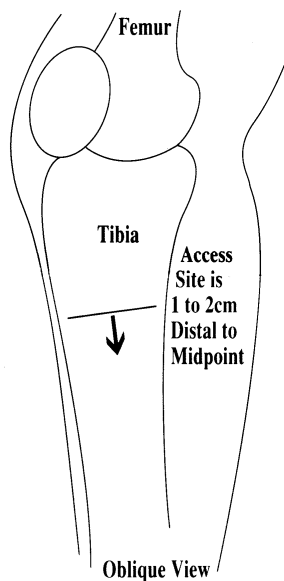 Femur
Tibia
Access
Site is
1 to 2cm
Distal to
Midpoint
Oblique View